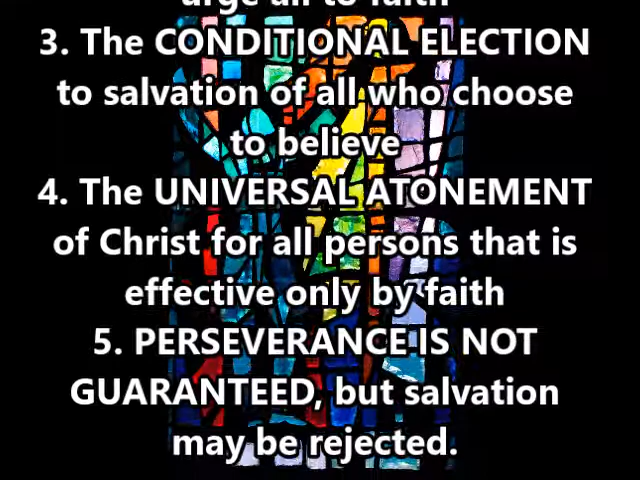 urge all to faith
3. The CONDITIONAL ELECTION
to salvation of all who choose
to believe
4. The UNIVERSAL ATONEMENT
of Christ for all persons that is
effective only by faith
5. PERSEVERANCE IS NOT
GUARANTEED, but salvation
may be rejected.